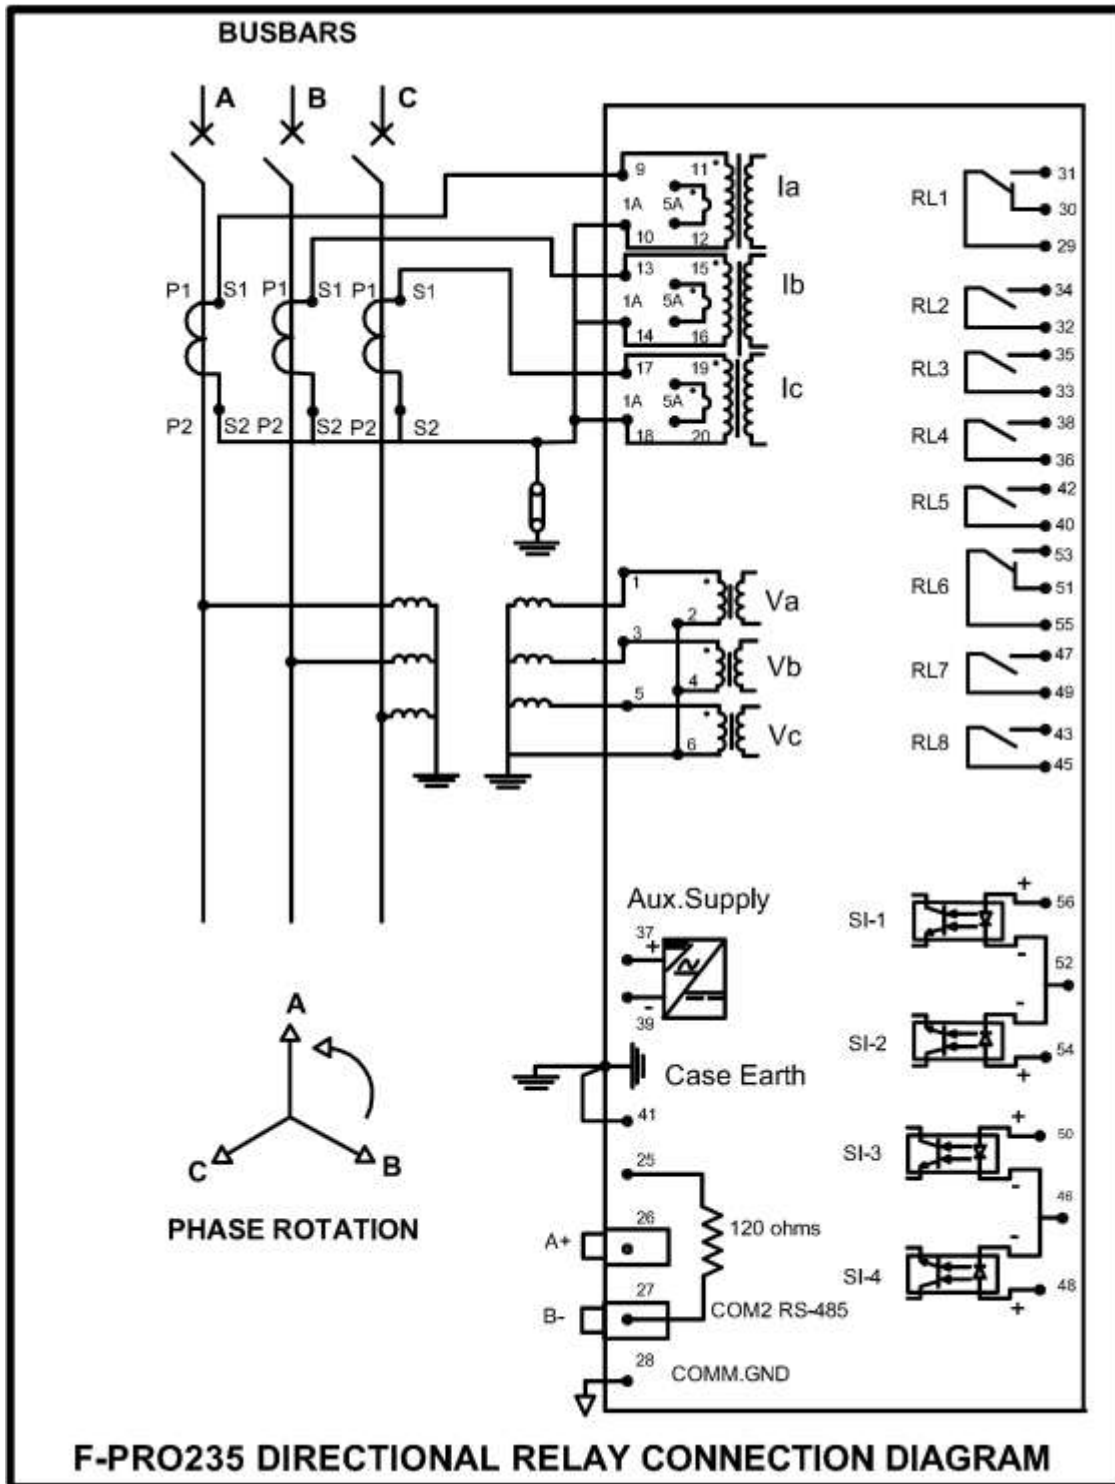 BUSBARS
A B C
9 11 Ia
1A 5A
10 12
13 15 Ib
1A 5A
14 16
17 19 Ic
1A 5A
18 20
P1 S1 P1 S1 P1 S1
P2 S2 P2 S2 P2 S2
1 Va
2
3 Vb
4
5 Vc
6
RL1 31
30
29
RL2 34
32
RL3 35
33
RL4 38
36
RL5 42
40
RL6 53
51
55
RL7 47
49
RL8 43
45
Aux.Supply
37 +
39 -
Case Earth
41
25
120 ohms
A+ 26
B- 27
COM2 RS-485
28 COMM.GND
SI-1 + 56
- 52
-
SI-2 54
+
SI-3 + 50
- 46
-
SI-4 48
+
A
C B
PHASE ROTATION
F-PRO235 DIRECTIONAL RELAY CONNECTION DIAGRAM